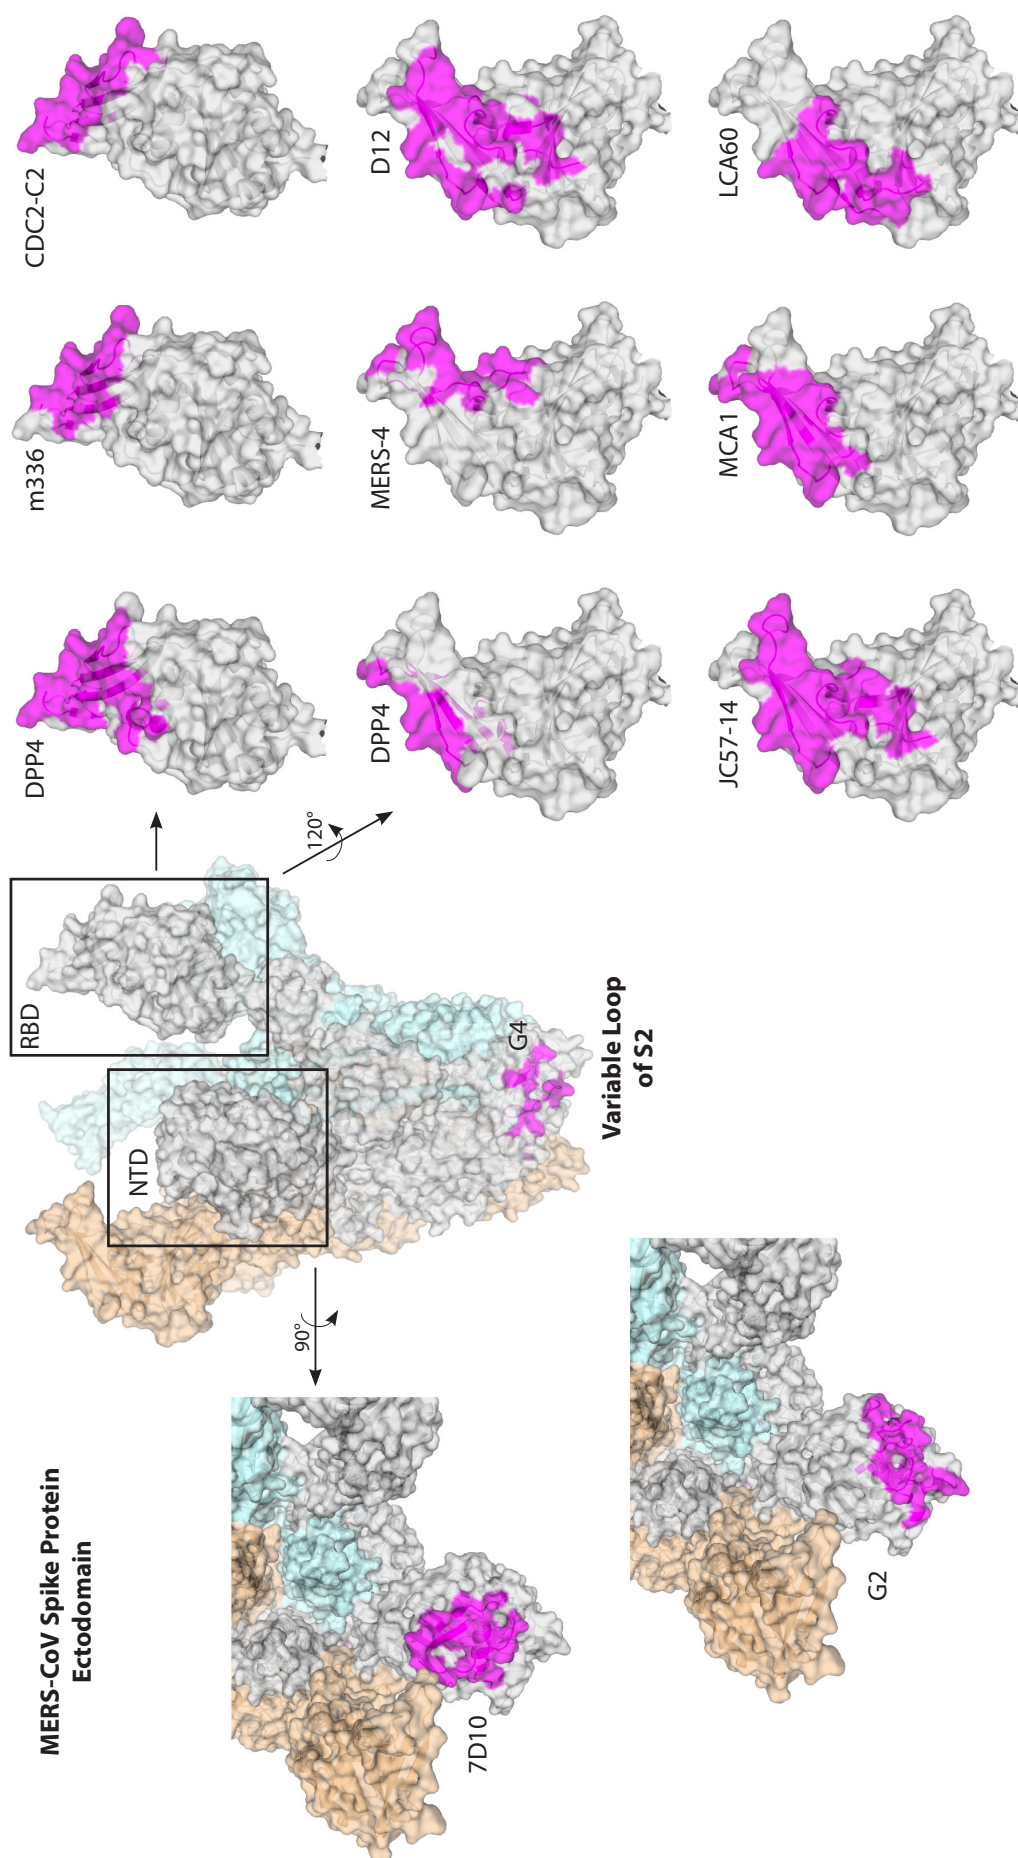 MERS-CoV Spike Protein
Ectodomain
RBD
NTD
G4
Variable Loop
of S2
90°
120°
7D10
G2
DPP4
m336
CDC2-C2
DPP4
MERS-4
D12
JC57-14
MCA1
LCA60